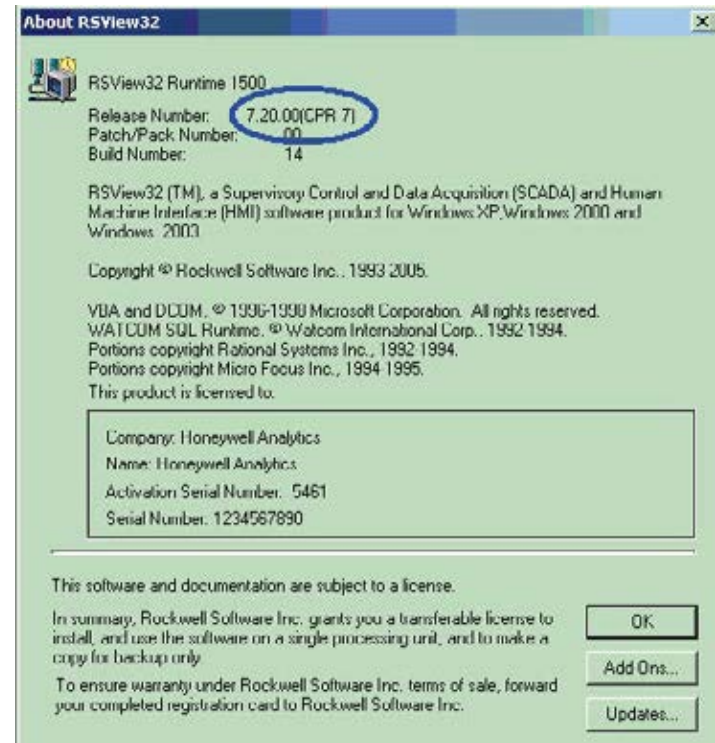 About RSView32
RSView32 Runtime 1500
Release Number: 7.20.00(CPR 7)
Patch/Pack Number: 00
Build Number: 14
RSView32 (TM), a Supervisory Control and Data Acquisition (SCADA) and Human
Machine Interface (HMI) software product for Windows XP,Windows 2000 and
Windows 2003
Copyright © Rockwell Software Inc., 1993-2005.
VBA and DCOM, © 1996-1998 Microsoft Corporation. All rights reserved.
WATCOM SQL Runtime, © Watcom International Corp., 1992-1994.
Portions copyright Rational Systems Inc., 1992-1994.
Portions copyright Micro Focus Inc., 1994-1995.
This product is licensed to:
Company: Honeywell Analytics
Name: Honeywell Analytics
Activation Serial Number: 5461
Serial Number: 1234567890
This software and documentation are subject to a license.
In summary, Rockwell Software Inc. grants you a transferable license to
install, and use the software on a single processing unit, and to make a
copy for backup only
To ensure warranty under Rockwell Software Inc. terms of sale, forward
your completed registration card to Rockwell Software Inc.
OK
Add Ons...
Updates...